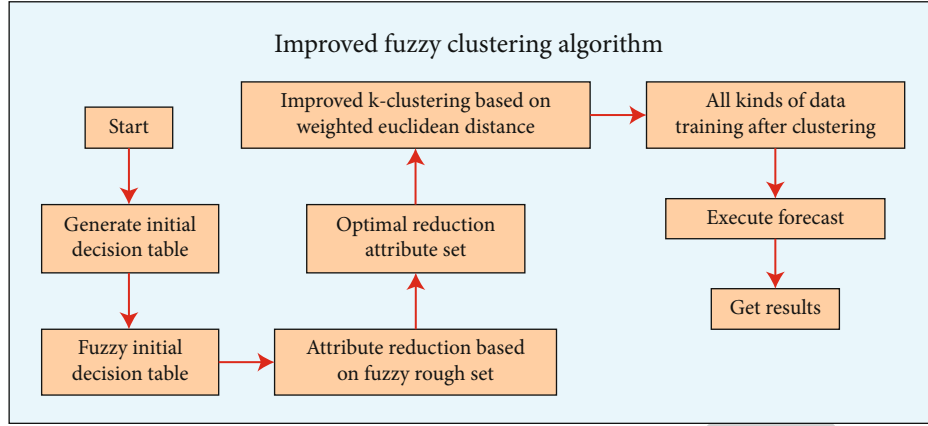 Improved fuzzy clustering algorithm
Start
Generate initial
decision table
Fuzzy initial
decision table
Attribute reduction based
on fuzzy rough set
Optimal reduction
attribute set
Improved k-clustering based on
weighted euclidean distance
All kinds of data
training after clustering
Execute forecast
Get results